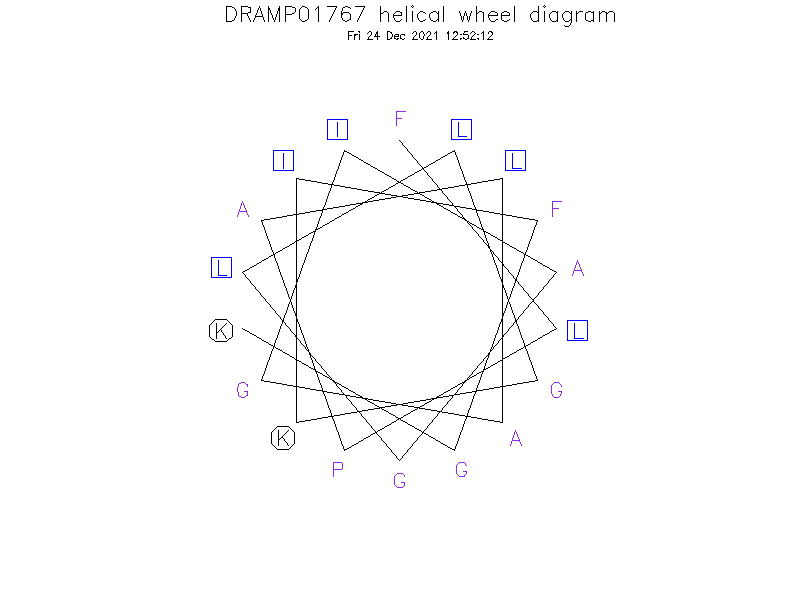 DRAMP01767 helical wheel diagram
Fri 24 Dec 2021 12:52:12
F
I L
I L
A F
L A
K L
G G
K A
P G
G